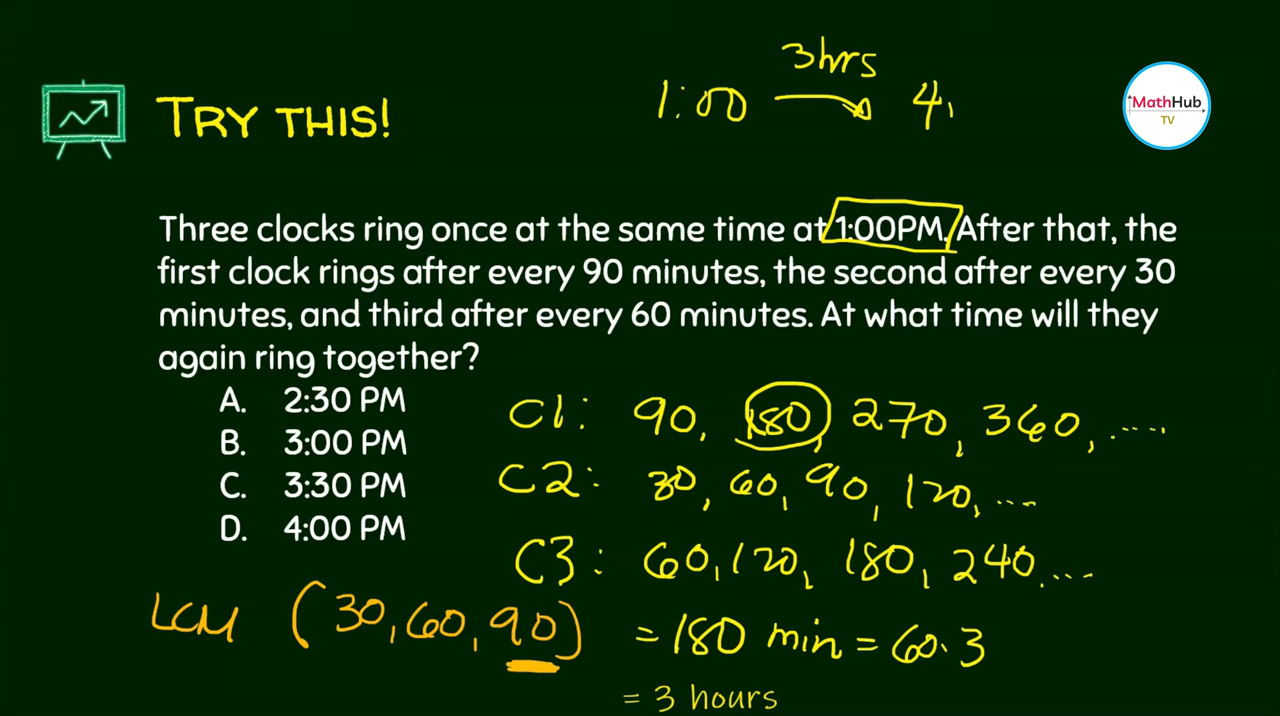 3hrs
1:00 → 4,
MathHub
TV
TRY THIS!
Three clocks ring once at the same time at 1:00PM. After that, the
first clock rings after every 90 minutes, the second after every 30
minutes, and third after every 60 minutes. At what time will they
again ring together?
A. 2:30 PM
B. 3:00 PM
C. 3:30 PM
D. 4:00 PM
C1: 90, 180, 270, 360, .....
C2: 30, 60, 90, 120, ...
C3: 60, 120, 180, 240, ....
LCM (30, 60, 90) = 180 min = 60·3
= 3 hours